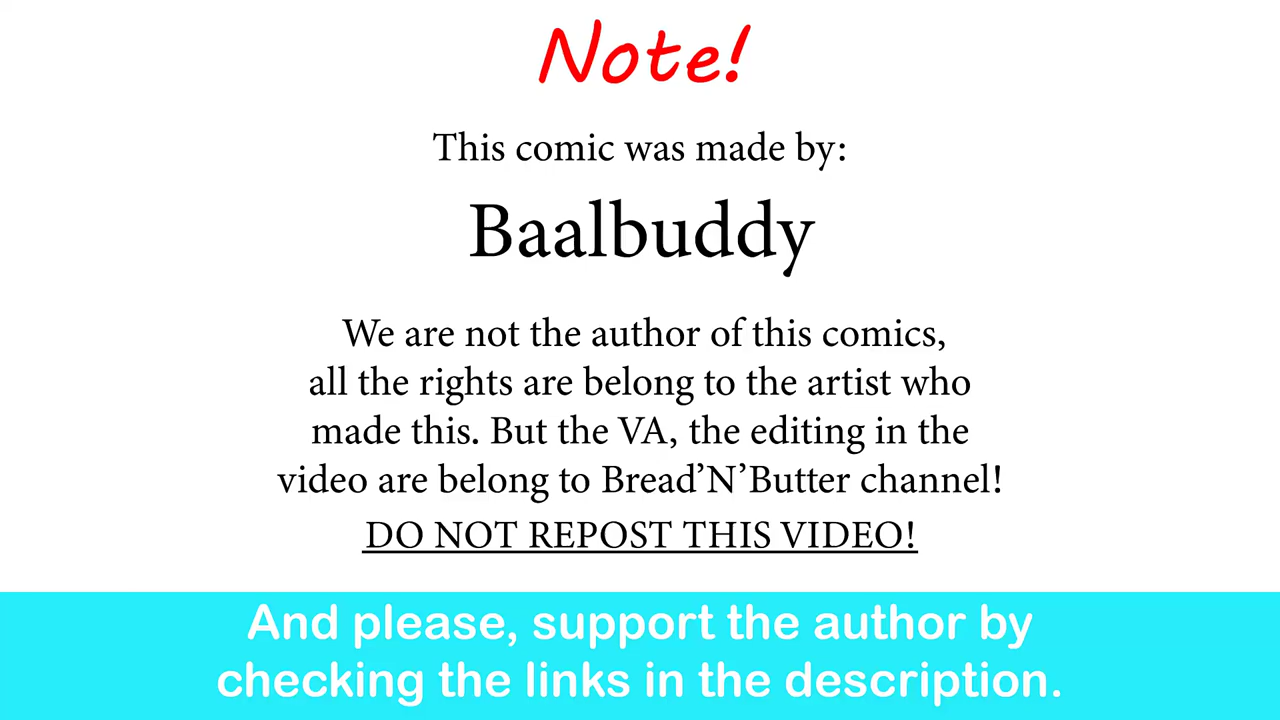 Note!
This comic was made by:
Baalbuddy
We are not the author of this comics,
all the rights are belong to the artist who
made this. But the VA, the editing in the
video are belong to Bread’N’Butter channel!
DO NOT REPOST THIS VIDEO!
And please, support the author by
checking the links in the description.